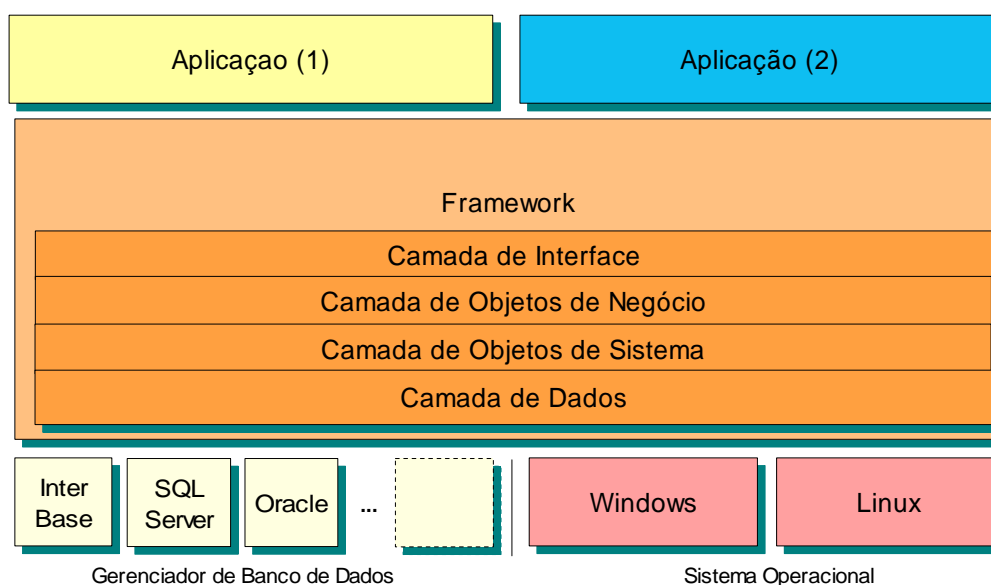 Aplicaçao (1)
Aplicação (2)
Framework
Camada de Interface
Camada de Objetos de Negócio
Camada de Objetos de Sistema
Camada de Dados
Inter
Base
SQL
Server
Oracle
...
Windows
Linux
Gerenciador de Banco de Dados
Sistema Operacional